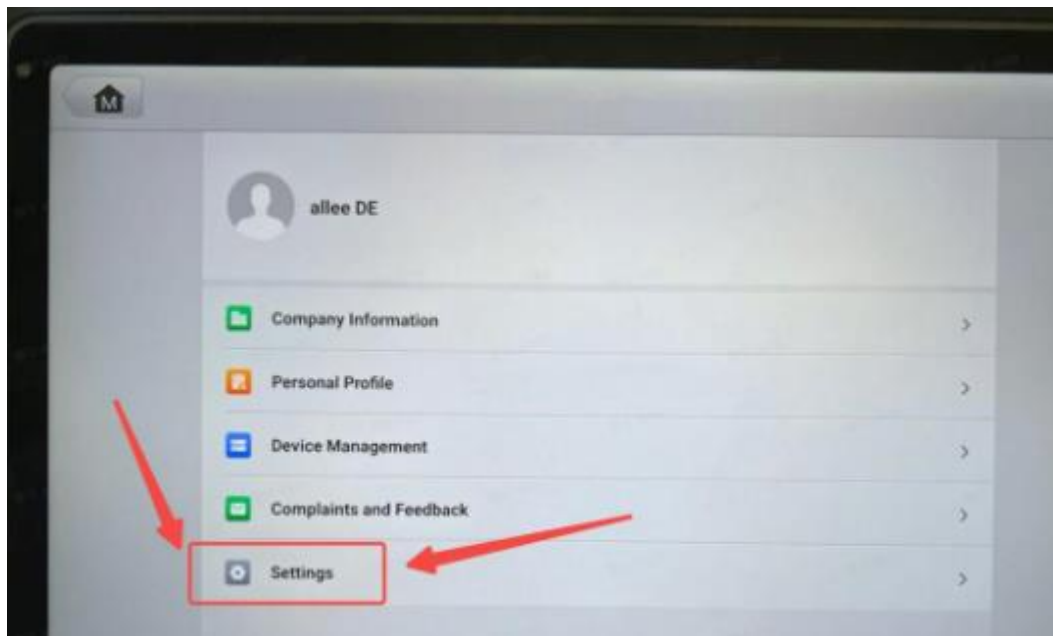 M
allee DE
Company Information
Personal Profile
Device Management
Complaints and Feedback
Settings